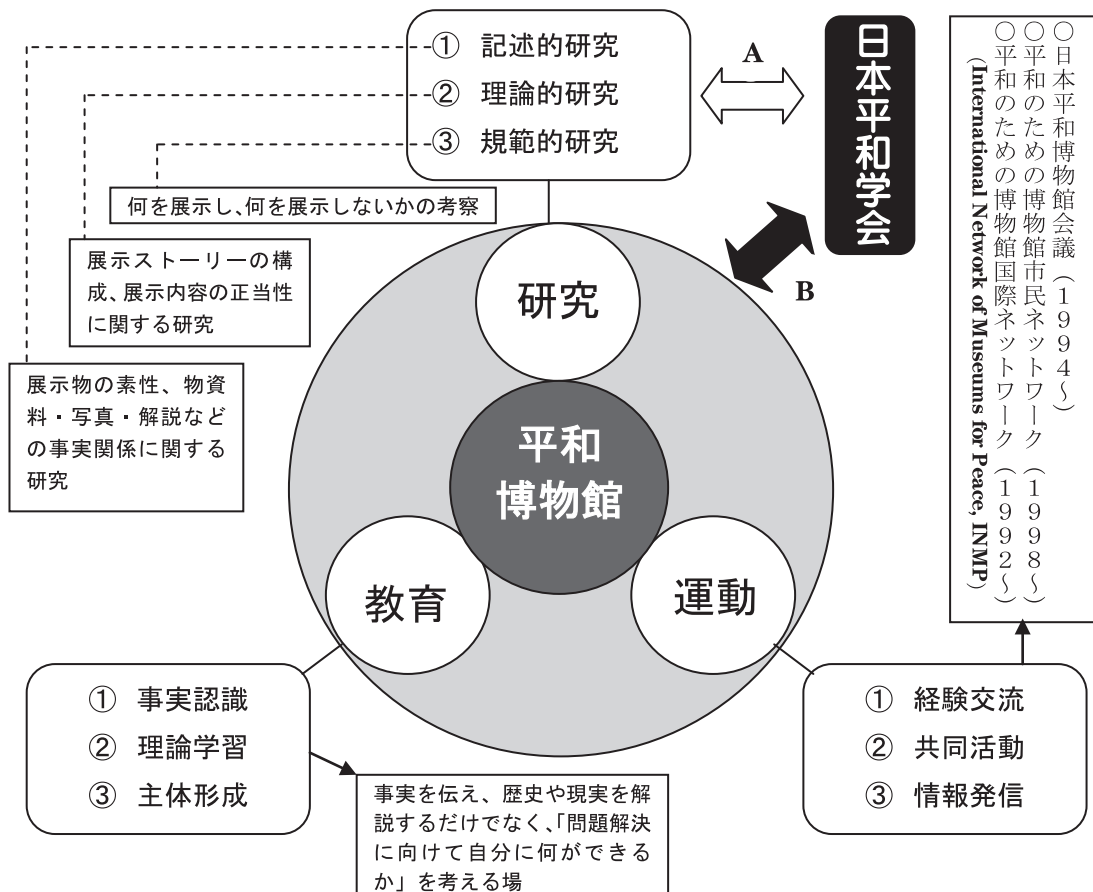 ① 記述的研究
② 理論的研究
③ 規範的研究
A
日本平和学会
B
○日本平和博物館会議（１９９４～）
○平和のための博物館市民ネットワーク（１９９８～）
○平和のための博物館国際ネットワーク（１９９２～）
(International Network of Museums for Peace, INMP)
何を展示し、何を展示しないかの考察
展示ストーリーの構
成、展示内容の正当性
に関する研究
展示物の素性、物資
料・写真・解説など
の事実関係に関する
研究
研究
平和
博物館
教育
運動
① 事実認識
② 理論学習
③ 主体形成
事実を伝え、歴史や現実を解
説するだけでなく、「問題解決
に向けて自分に何ができる
か」を考える場
① 経験交流
② 共同活動
③ 情報発信